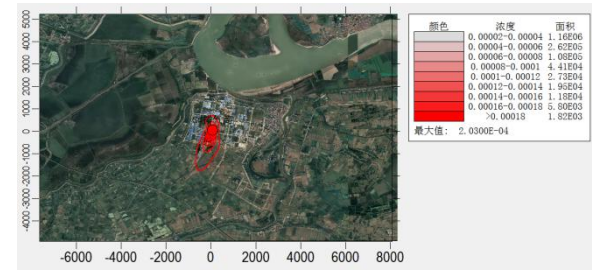 颜色 浓度 面积
0.00002-0.00004 1.16E06
0.00004-0.00006 2.62E05
0.00006-0.00008 1.08E05
0.00008-0.0001 4.41E04
0.0001-0.00012 2.73E04
0.00012-0.00014 1.95E04
0.00014-0.00016 1.18E04
0.00016-0.00018 5.80E03
>0.00018 1.82E03
最大值: 2.0300E-04
5000
4000
3000
2000
1000
0
-1000
-2000
-3000
-4000
-6000 -4000 -2000 0 2000 4000 6000 8000